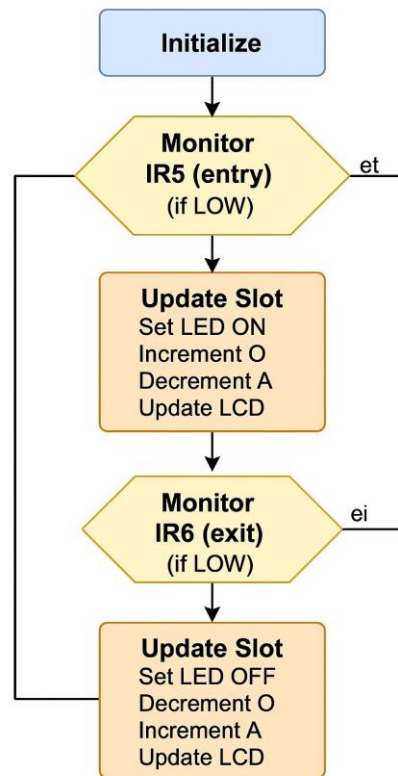 Initialize
Monitor
IR5 (entry)
(if LOW)
et
Update Slot
Set LED ON
Increment O
Decrement A
Update LCD
Monitor
IR6 (exit)
(if LOW)
ei
Update Slot
Set LED OFF
Decrement O
Increment A
Update LCD